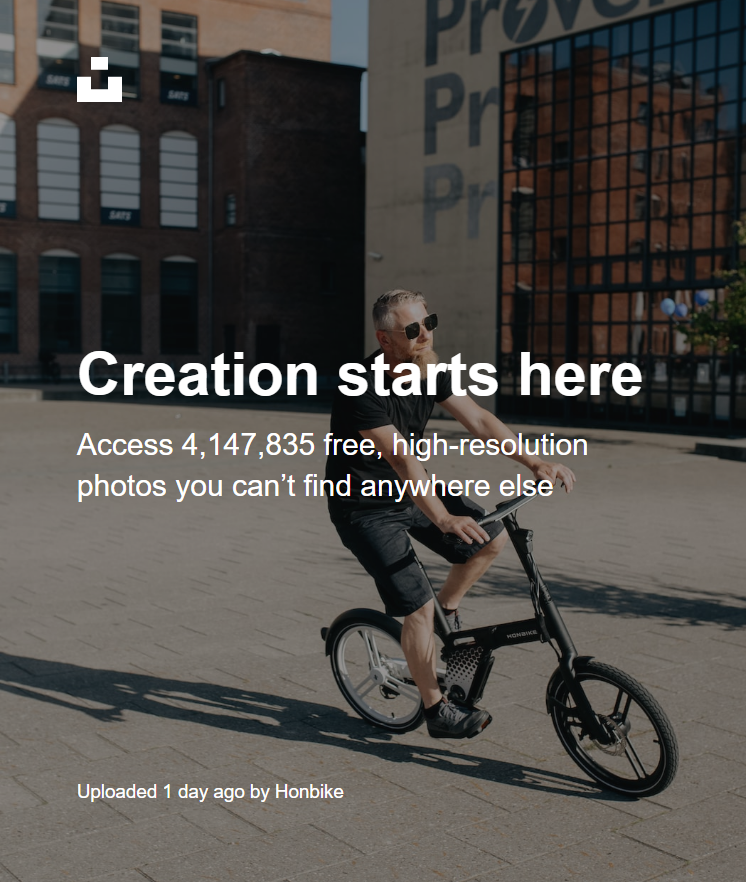 Proven
Pr
Pr
SATS
SATS
SATS
Creation starts here
Access 4,147,835 free, high-resolution
photos you can’t find anywhere else
HONBIKE
Uploaded 1 day ago by Honbike